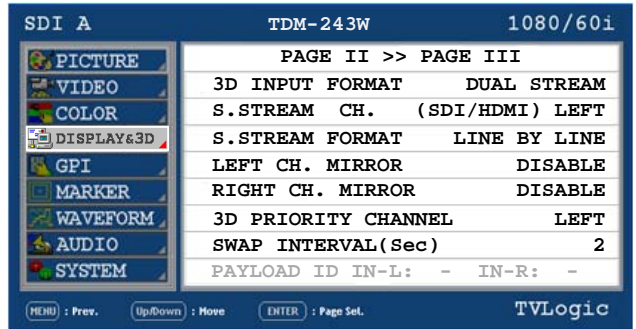 SDI A TDM-243W 1080/60i
PICTURE
VIDEO
COLOR
DISPLAY&3D
GPI
MARKER
WAVEFORM
AUDIO
SYSTEM
PAGE II >> PAGE III
3D INPUT FORMAT DUAL STREAM
S.STREAM CH. (SDI/HDMI) LEFT
S.STREAM FORMAT LINE BY LINE
LEFT CH. MIRROR DISABLE
RIGHT CH. MIRROR DISABLE
3D PRIORITY CHANNEL LEFT
SWAP INTERVAL(Sec) 2
PAYLOAD ID IN-L: - IN-R: -
MENU : Prev. Up/Down : Move ENTER : Page Sel. TVLogic